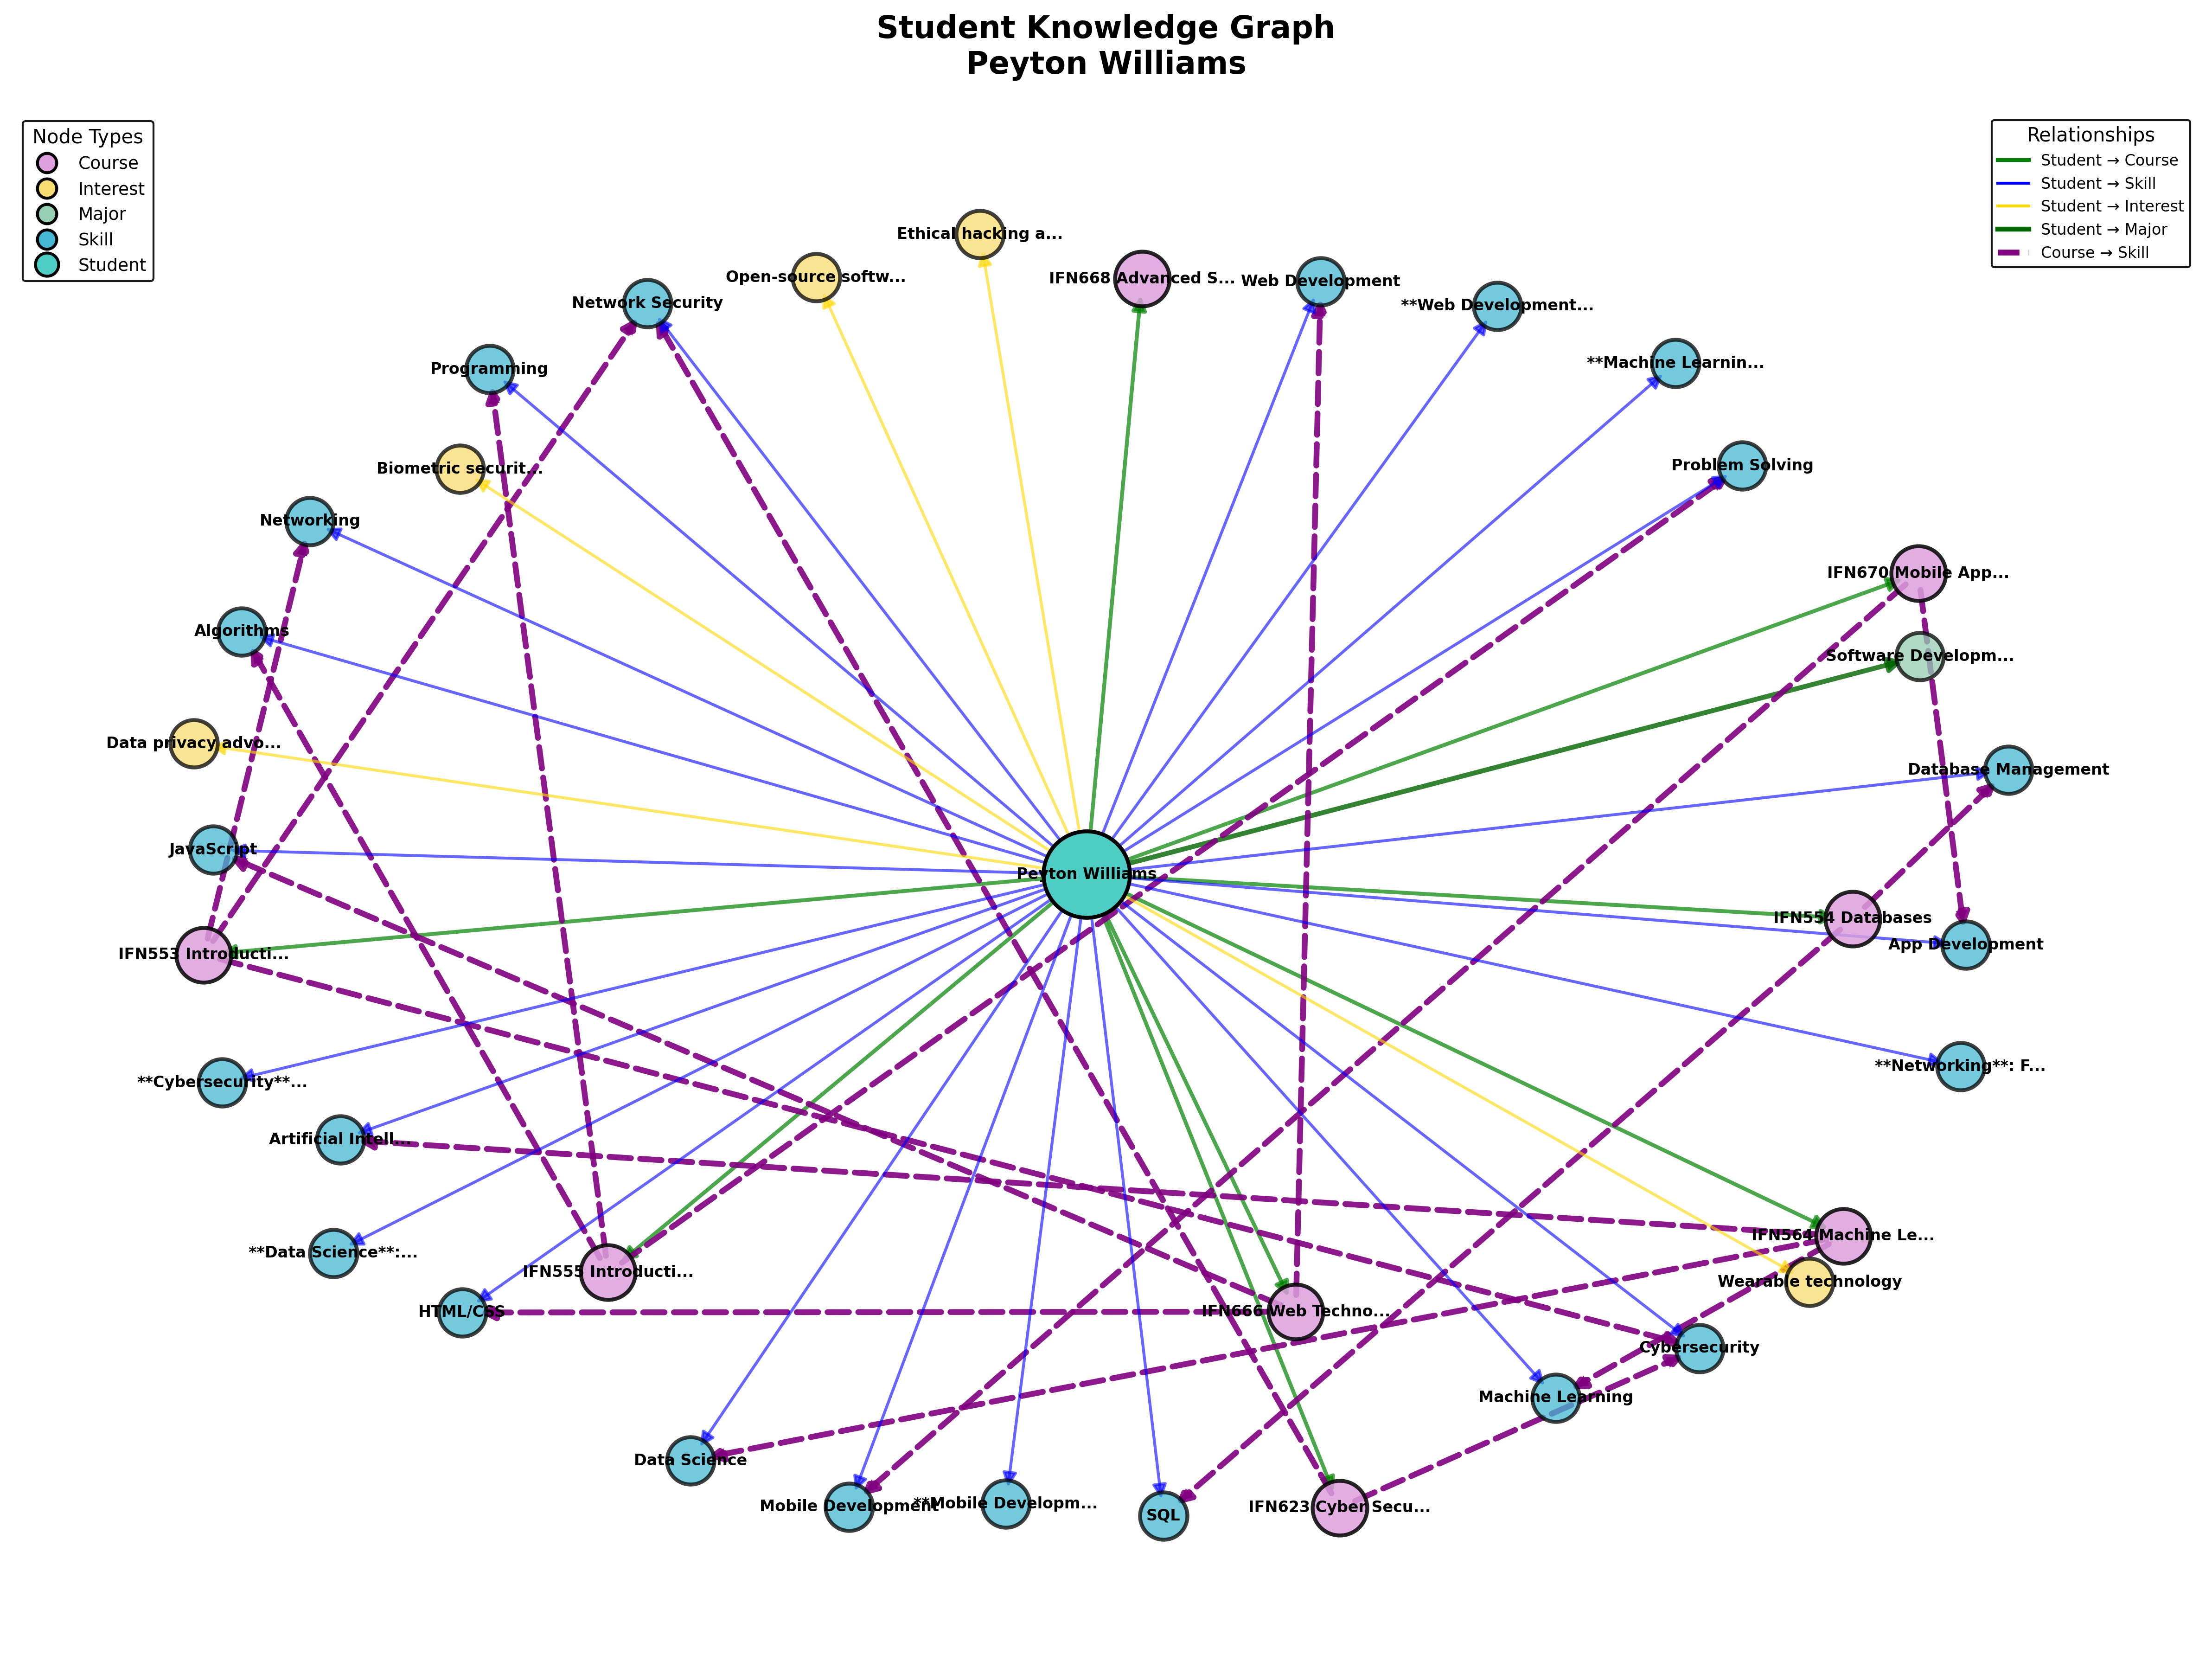 Student Knowledge Graph
Peyton Williams
Node Types
Course
Interest
Major
Skill
Student
Relationships
Student → Course
Student → Skill
Student → Interest
Student → Major
Course → Skill
Ethical hacking a...
Open-source softw...
IFN668 Advanced S...
Web Development
Network Security
**Web Development...
Programming
**Machine Learnin...
Biometric securit...
Problem Solving
Networking
IFN670 Mobile App...
Algorithms
Software Developm...
Data privacy advo...
Database Management
JavaScript
Peyton Williams
IFN554 Databases
App Development
IFN553 Introducti...
**Networking**: F...
**Cybersecurity**...
Artificial Intell...
IFN564 Machine Le...
**Data Science**:...
IFN555 Introducti...
Wearable technology
HTML/CSS
IFN666 Web Techno...
Cybersecurity
Machine Learning
Data Science
Mobile Development
**Mobile Developm...
SQL
IFN623 Cyber Secu...